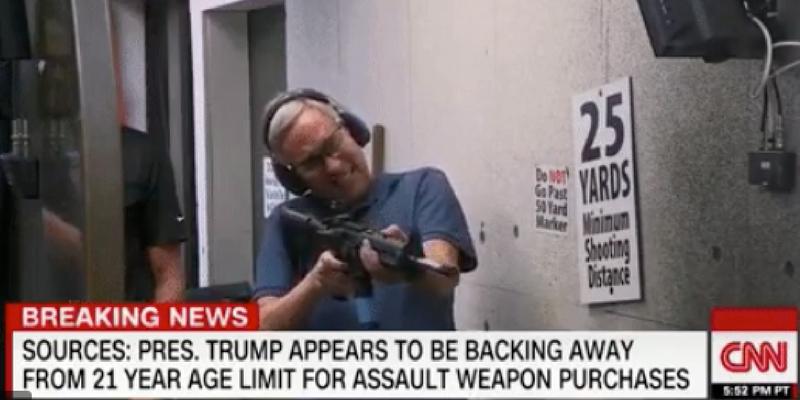 25
YARDS
Minimum
Shooting
Distance
Do NOT
Go Past
50 Yard
Marker
BREAKING NEWS
SOURCES: PRES. TRUMP APPEARS TO BE BACKING AWAY
FROM 21 YEAR AGE LIMIT FOR ASSAULT WEAPON PURCHASES
CNN
5:52 PM PT